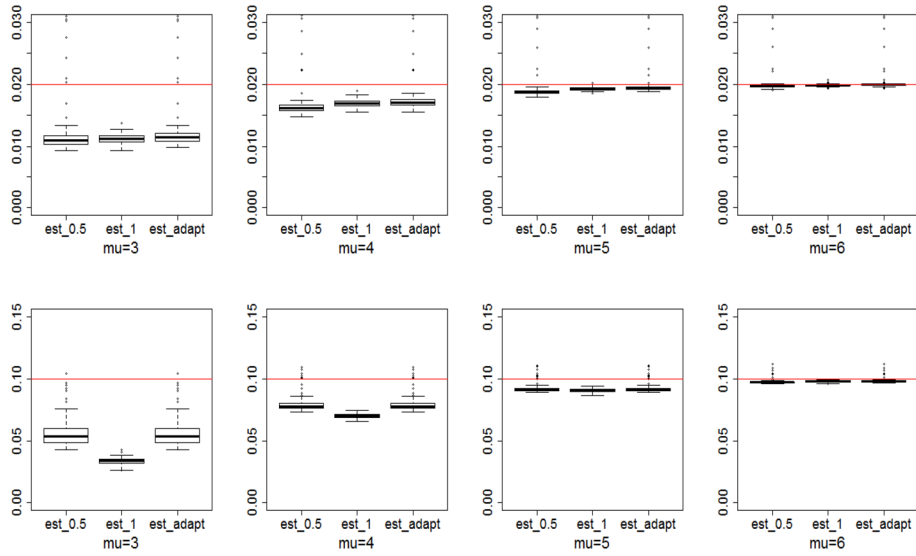 0.030 0.030 0.030 0.030
0.020 0.020 0.020 0.020
0.010 0.010 0.010 0.010
0.000 0.000 0.000 0.000
est_0.5 est_1 est_adapt est_0.5 est_1 est_adapt est_0.5 est_1 est_adapt est_0.5 est_1 est_adapt
mu=3 mu=4 mu=5 mu=6
0.15 0.15 0.15 0.15
0.10 0.10 0.10 0.10
0.05 0.05 0.05 0.05
0.00 0.00 0.00 0.00
est_0.5 est_1 est_adapt est_0.5 est_1 est_adapt est_0.5 est_1 est_adapt est_0.5 est_1 est_adapt
mu=3 mu=4 mu=5 mu=6